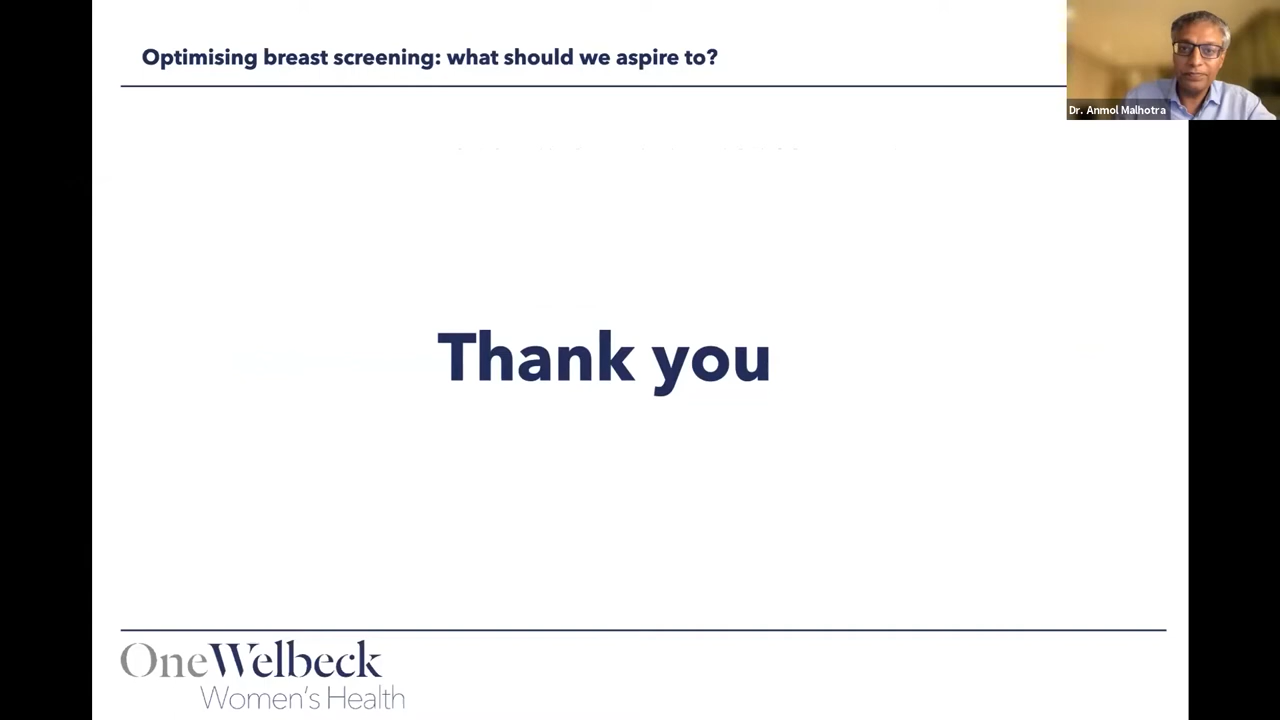 Optimising breast screening: what should we aspire to?
Dr. Anmol Malhotra
Thank you
OneWelbeck
Women's Health